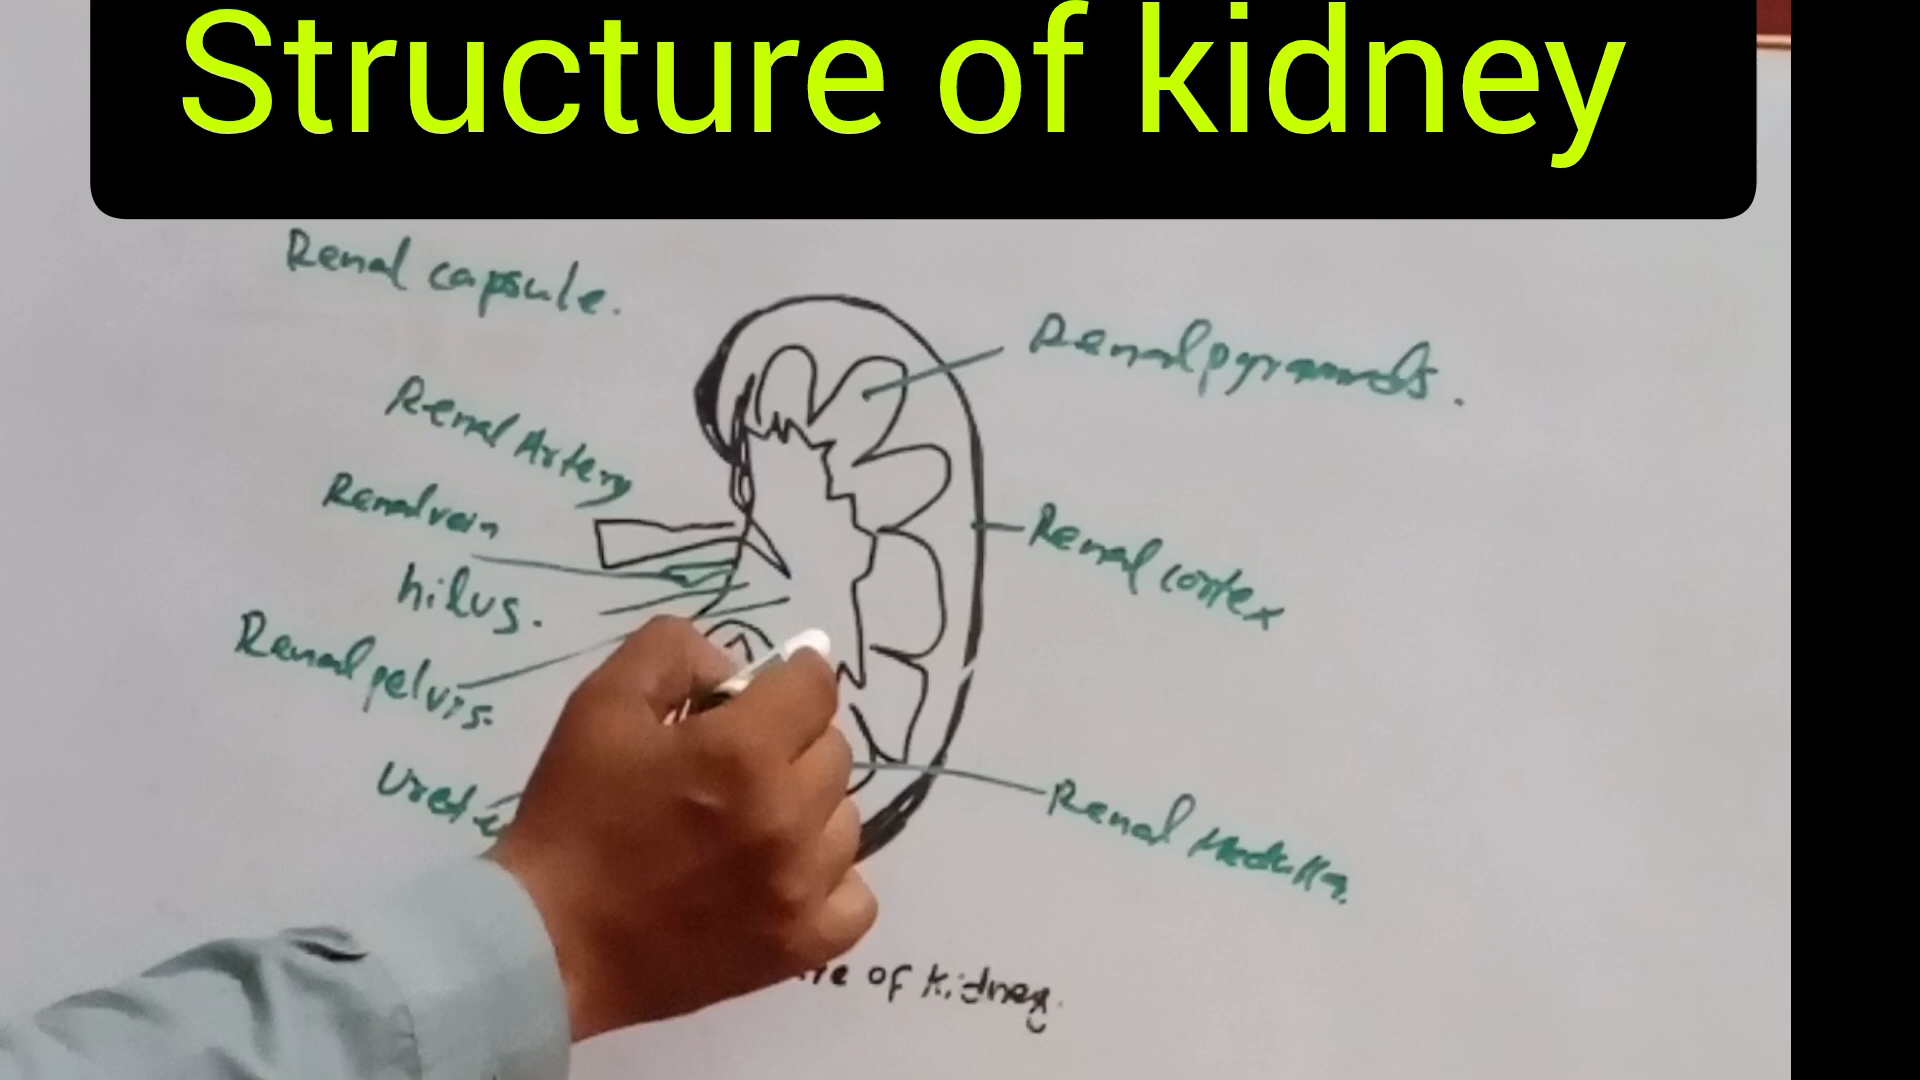 Structure of kidney
Renal capsule.
Renal pyramids.
Renal Artery
Renal vein
hilus.
Renal cortex
Renal pelvis.
Renal Medulla.
of kidney.